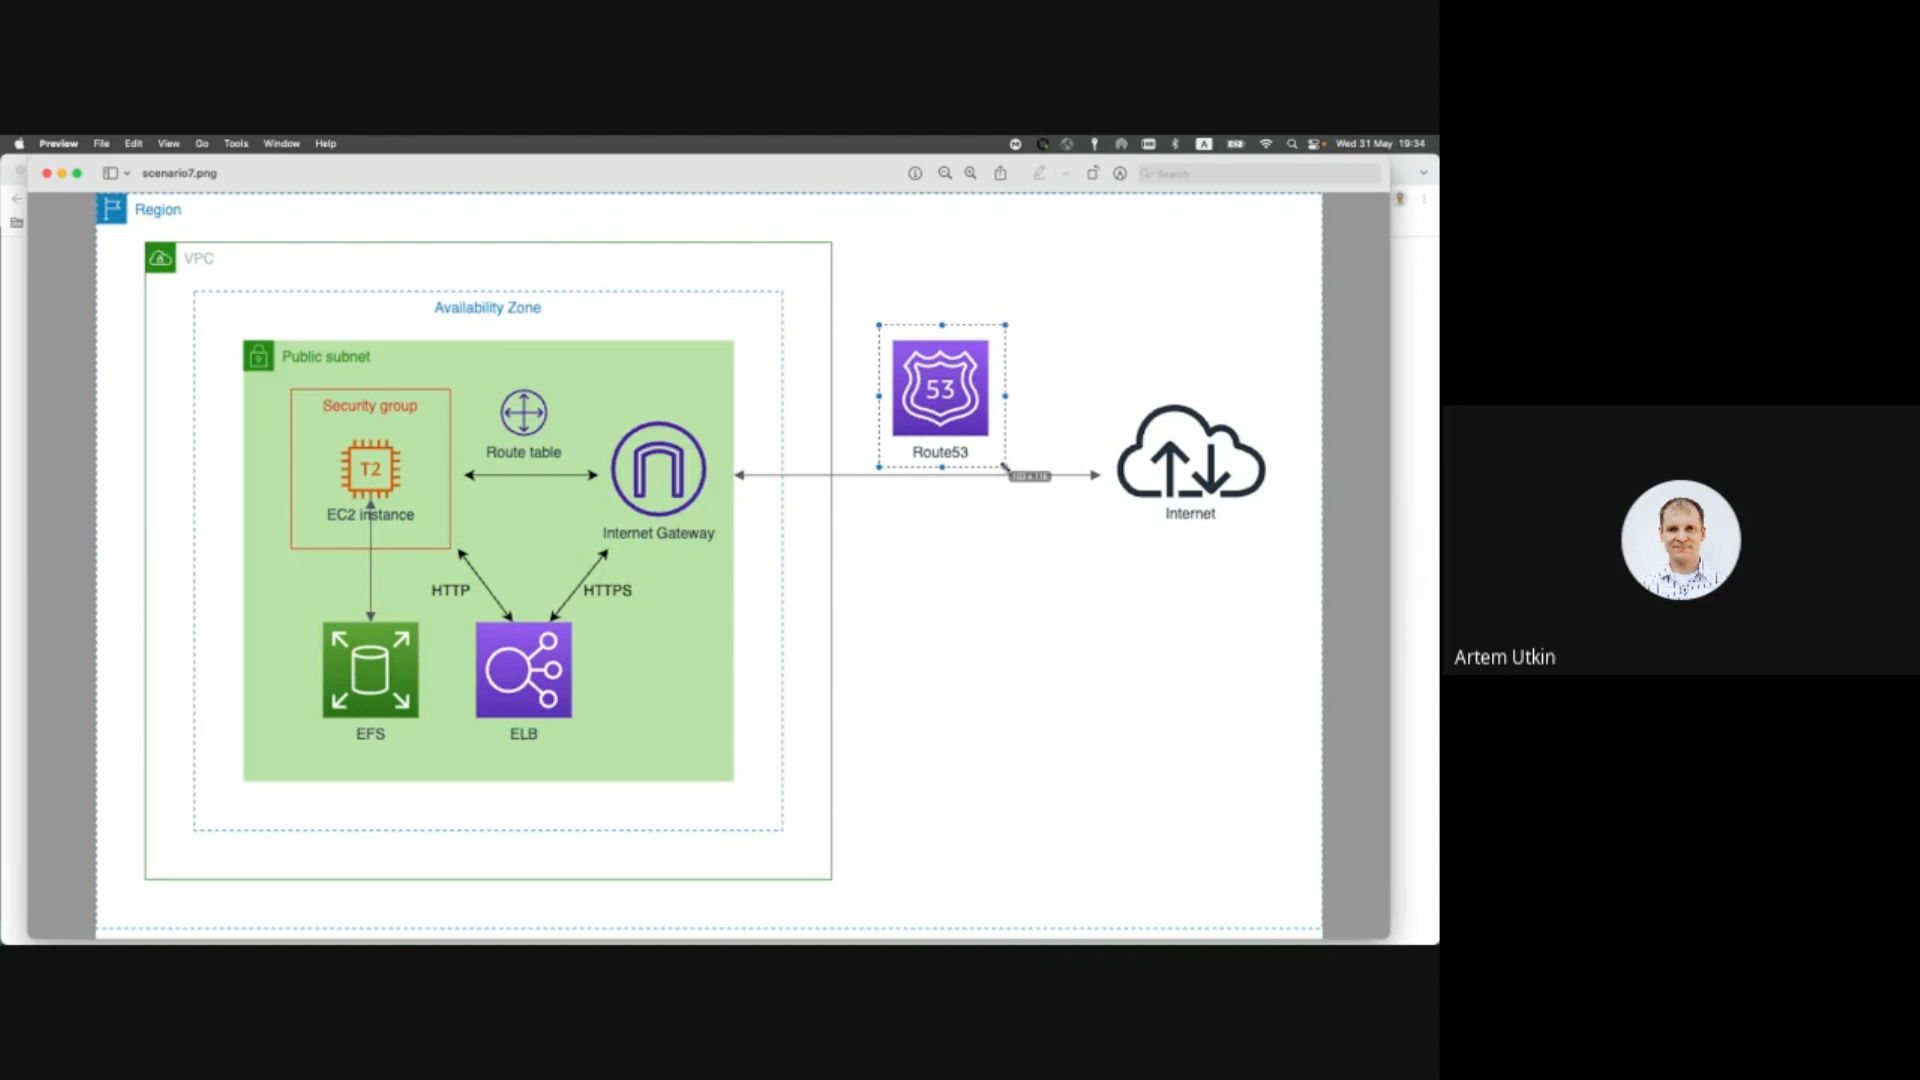 Preview File Edit View Go Tools Window Help
Wed 31 May 19:34
scenario7.png
Search
Region
VPC
Availability Zone
Public subnet
Security group
T2
EC2 instance
Route table
Internet Gateway
53
Route53
Internet
HTTP
HTTPS
EFS
ELB
Artem Utkin